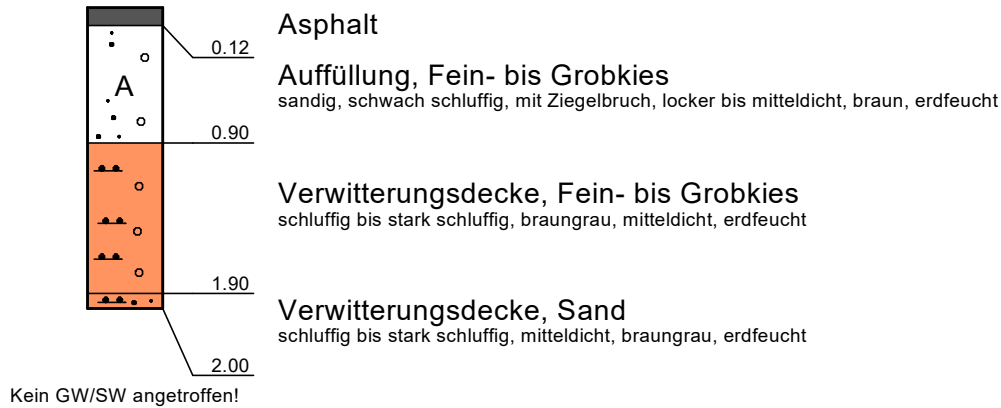 Asphalt
0.12
Auffüllung, Fein- bis Grobkies
sandig, schwach schluffig, mit Ziegelbruch, locker bis mitteldicht, braun, erdfeucht
A
0.90
Verwitterungsdecke, Fein- bis Grobkies
schluffig bis stark schluffig, braungrau, mitteldicht, erdfeucht
1.90
Verwitterungsdecke, Sand
schluffig bis stark schluffig, mitteldicht, braungrau, erdfeucht
2.00
Kein GW/SW angetroffen!